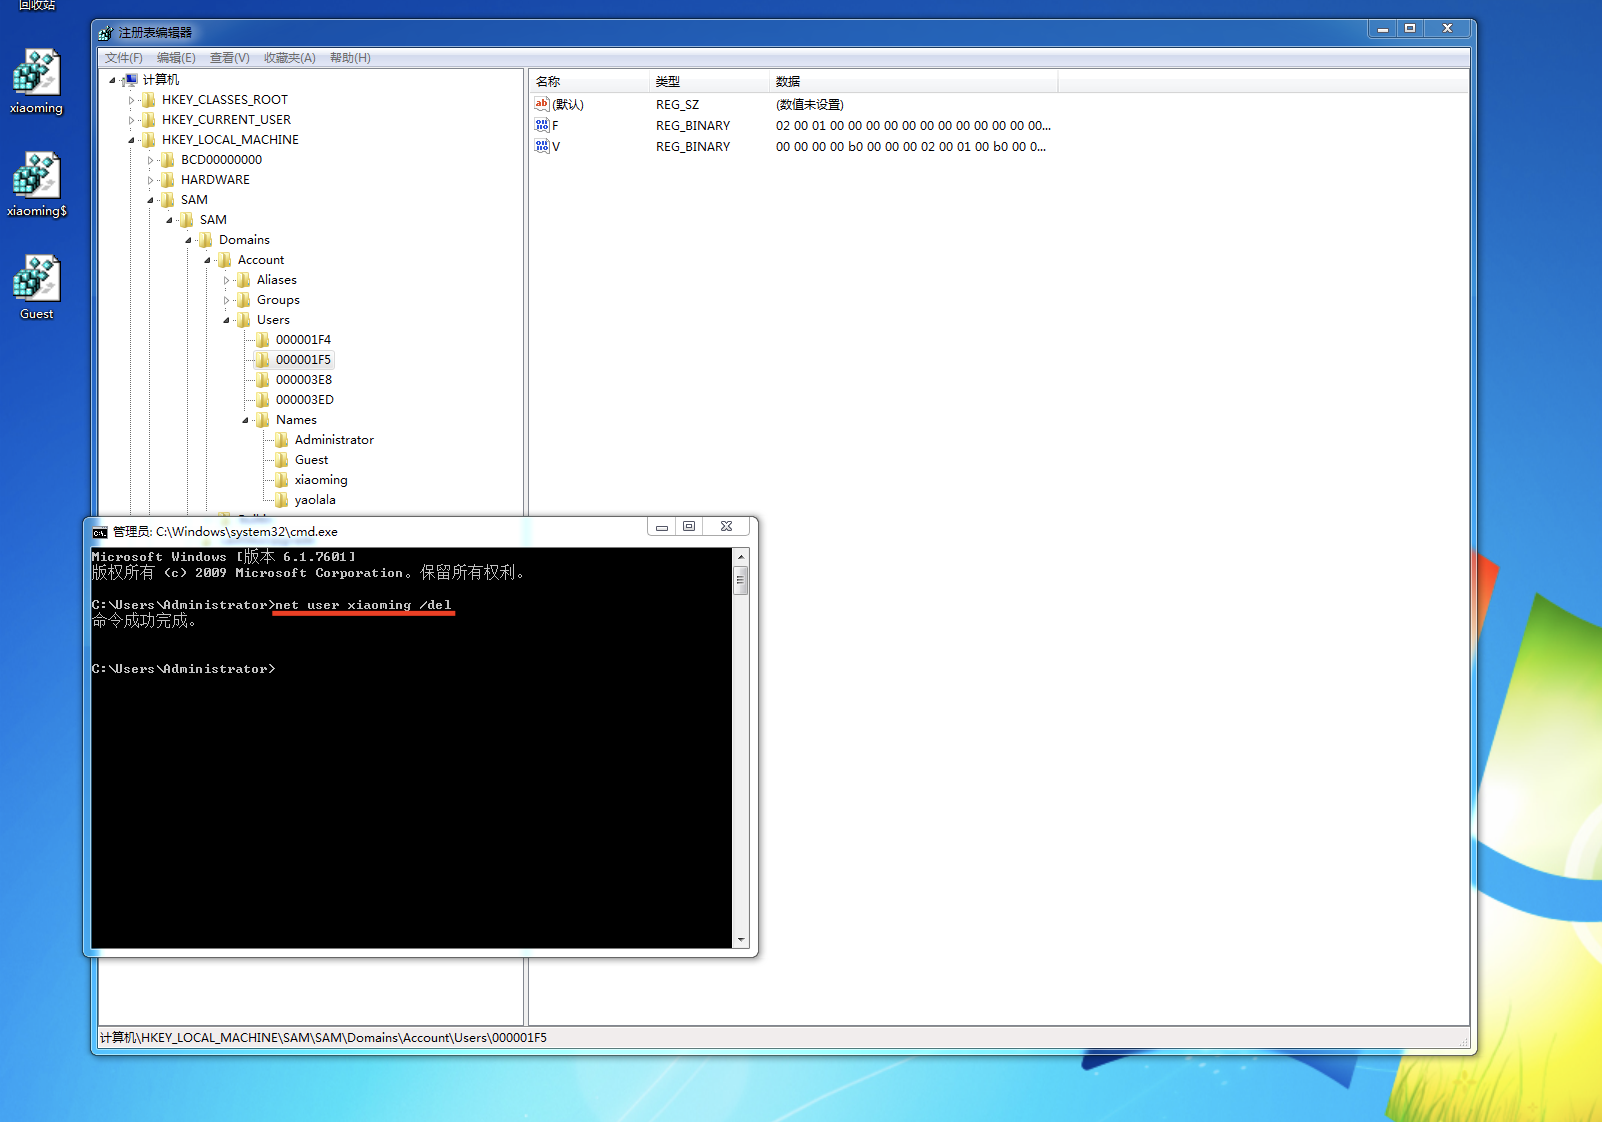 回收站
xiaoming
xiaoming$
Guest
注册表编辑器
文件(F) 编辑(E) 查看(V) 收藏夹(A) 帮助(H)
计算机
HKEY_CLASSES_ROOT
HKEY_CURRENT_USER
HKEY_LOCAL_MACHINE
BCD00000000
HARDWARE
SAM
SAM
Domains
Account
Aliases
Groups
Users
000001F4
000001F5
000003E8
000003ED
Names
Administrator
Guest
xiaoming
yaolala
名称 类型 数据
(默认) REG_SZ (数值未设置)
F REG_BINARY 02 00 01 00 00 00 00 00 00 00 00 00 00 00 00...
V REG_BINARY 00 00 00 00 b0 00 00 00 02 00 01 00 b0 00 0...
管理员: C:\Windows\system32\cmd.exe
Microsoft Windows [版本 6.1.7601]
版权所有 (c) 2009 Microsoft Corporation。保留所有权利。
C:\Users\Administrator>net user xiaoming /del
命令成功完成。
C:\Users\Administrator>
计算机\HKEY_LOCAL_MACHINE\SAM\SAM\Domains\Account\Users\000001F5